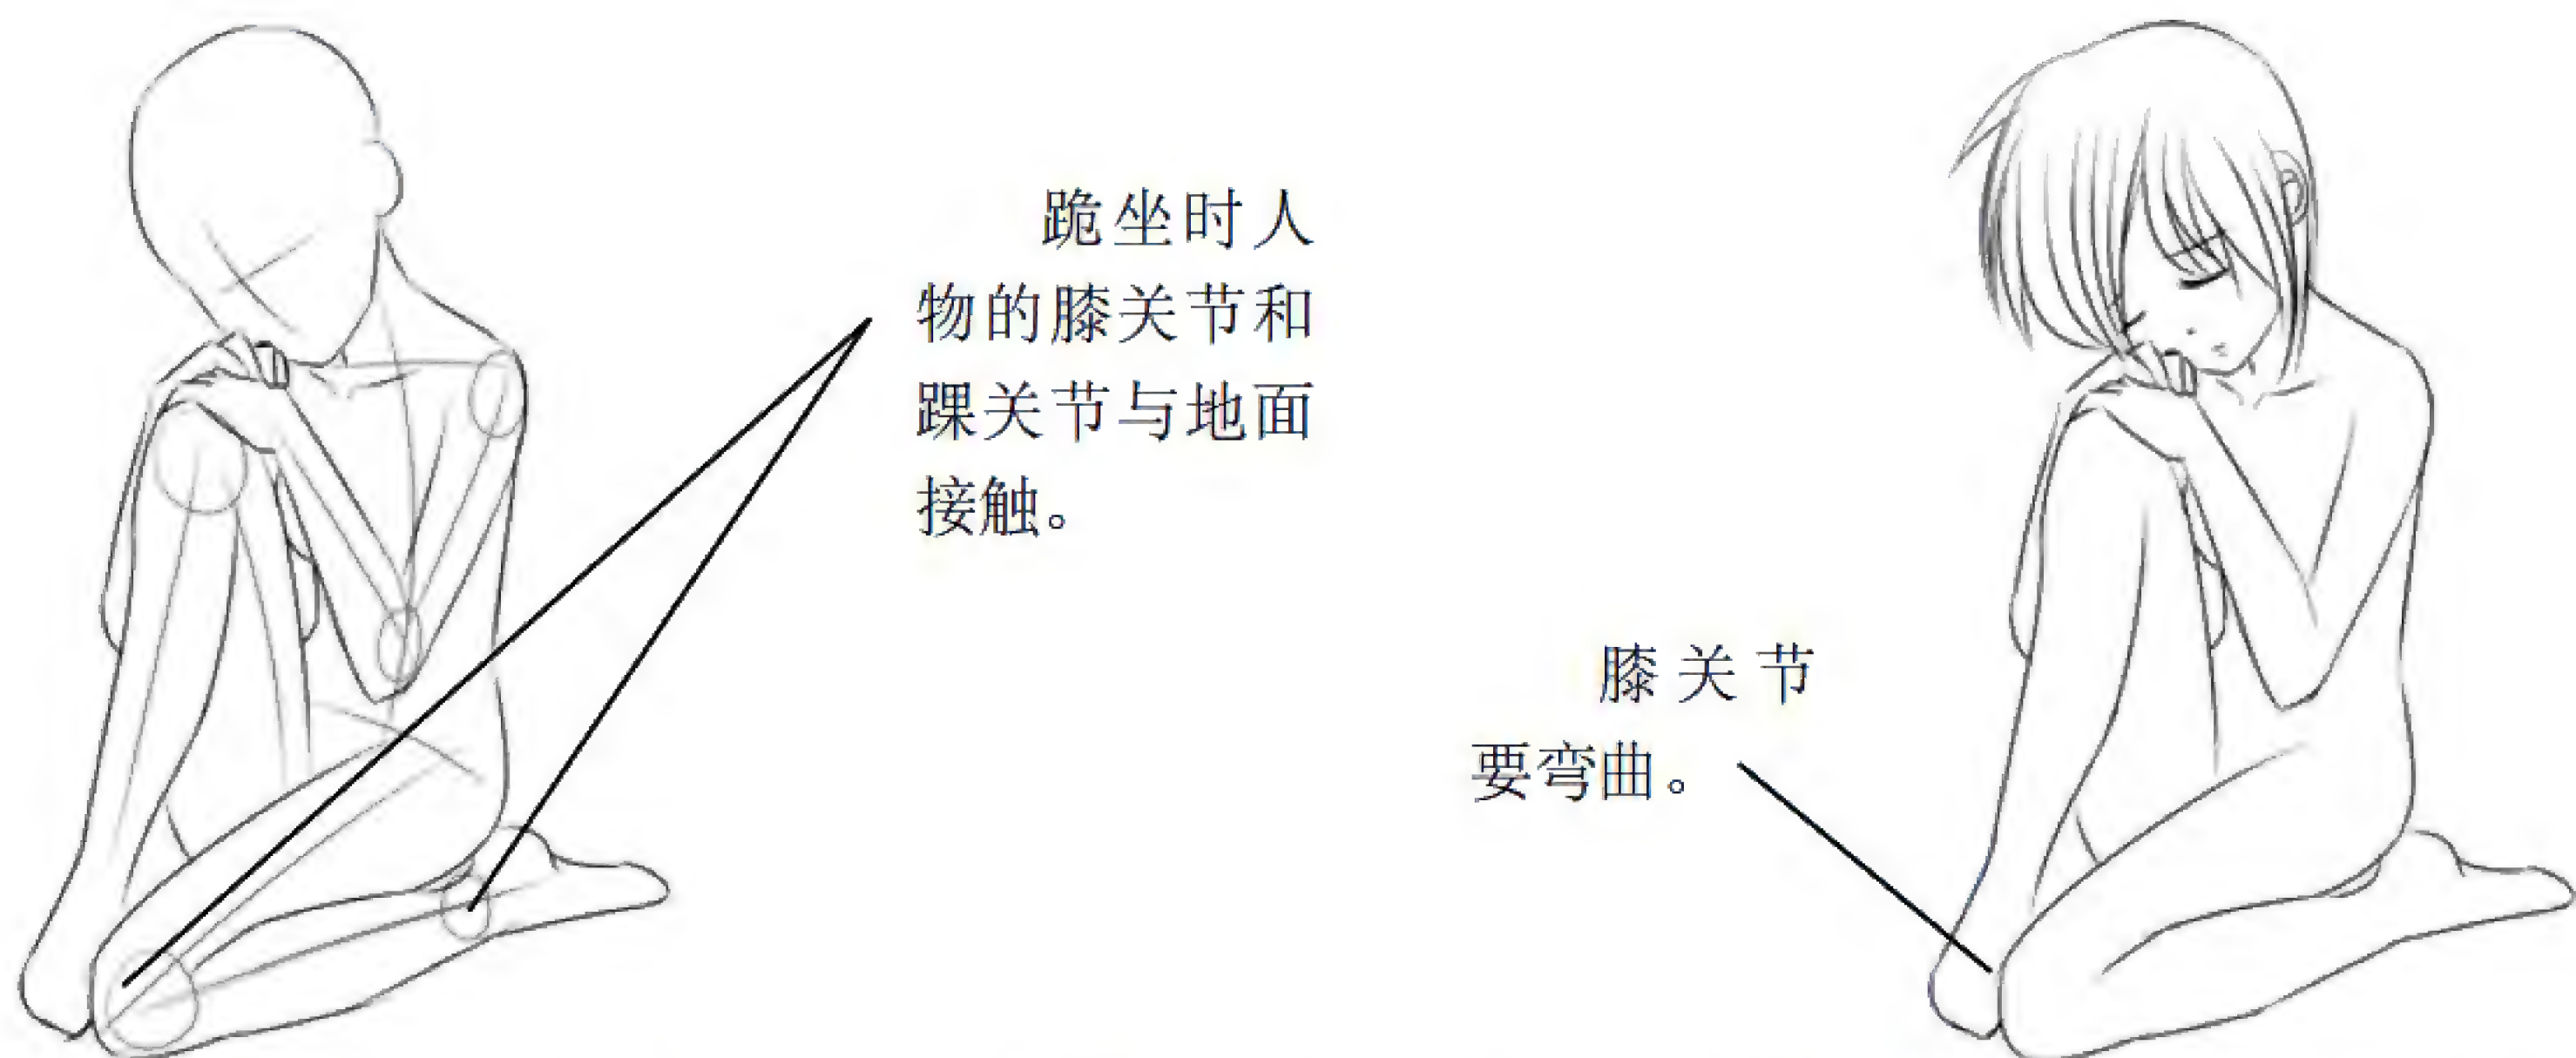 跪坐时人
物的膝关节和
踝关节与地面
接触。
膝关节
要弯曲。